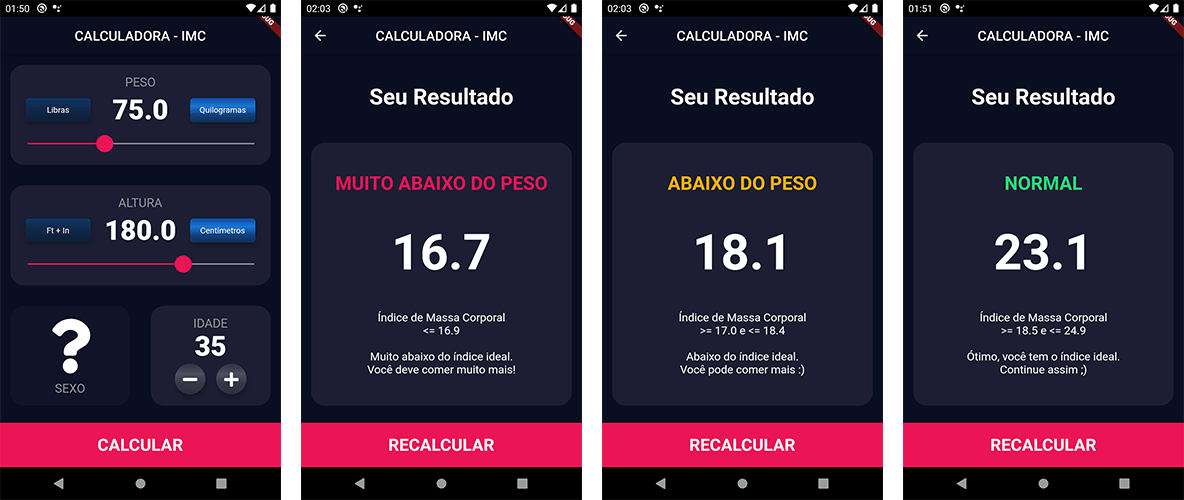 01:50
CALCULADORA - IMC
PESO
Libras
75.0
Quilogramas
ALTURA
Ft + In
180.0
Centímetros
SEXO
IDADE
35
CALCULAR
02:03
CALCULADORA - IMC
Seu Resultado
MUITO ABAIXO DO PESO
16.7
Índice de Massa Corporal
<= 16.9
Muito abaixo do índice ideal.
Você deve comer muito mais!
RECALCULAR
02:03
CALCULADORA - IMC
Seu Resultado
ABAIXO DO PESO
18.1
Índice de Massa Corporal
>= 17.0 e <= 18.4
Abaixo do índice ideal.
Você pode comer mais :)
RECALCULAR
01:51
CALCULADORA - IMC
Seu Resultado
NORMAL
23.1
Índice de Massa Corporal
>= 18.5 e <= 24.9
Ótimo, você tem o índice ideal.
Continue assim ;)
RECALCULAR